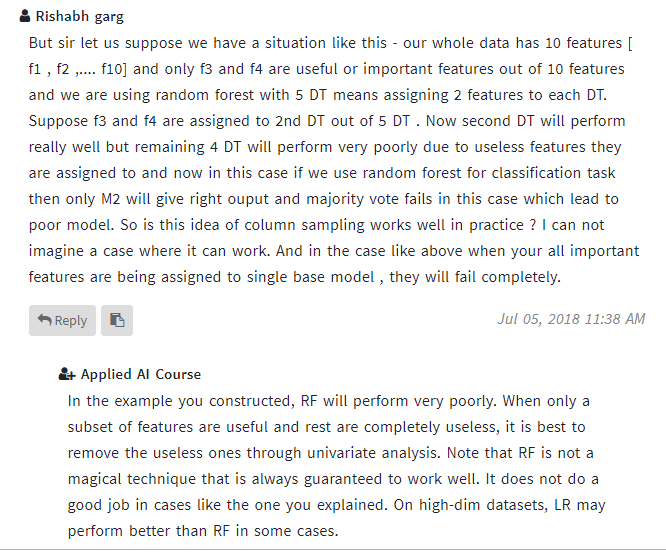 Rishabh garg
But sir let us suppose we have a situation like this - our whole data has 10 features [
f1 , f2 ,.... f10] and only f3 and f4 are useful or important features out of 10 features
and we are using random forest with 5 DT means assigning 2 features to each DT.
Suppose f3 and f4 are assigned to 2nd DT out of 5 DT . Now second DT will perform
really well but remaining 4 DT will perform very poorly due to useless features they
are assigned to and now in this case if we use random forest for classification task
then only M2 will give right ouput and majority vote fails in this case which lead to
poor model. So is this idea of column sampling works well in practice ? I can not
imagine a case where it can work. And in the case like above when your all important
features are being assigned to single base model , they will fail completely.
Reply
Jul 05, 2018 11:38 AM
Applied AI Course
In the example you constructed, RF will perform very poorly. When only a
subset of features are useful and rest are completely useless, it is best to
remove the useless ones through univariate analysis. Note that RF is not a
magical technique that is always guaranteed to work well. It does not do a
good job in cases like the one you explained. On high-dim datasets, LR may
perform better than RF in some cases.